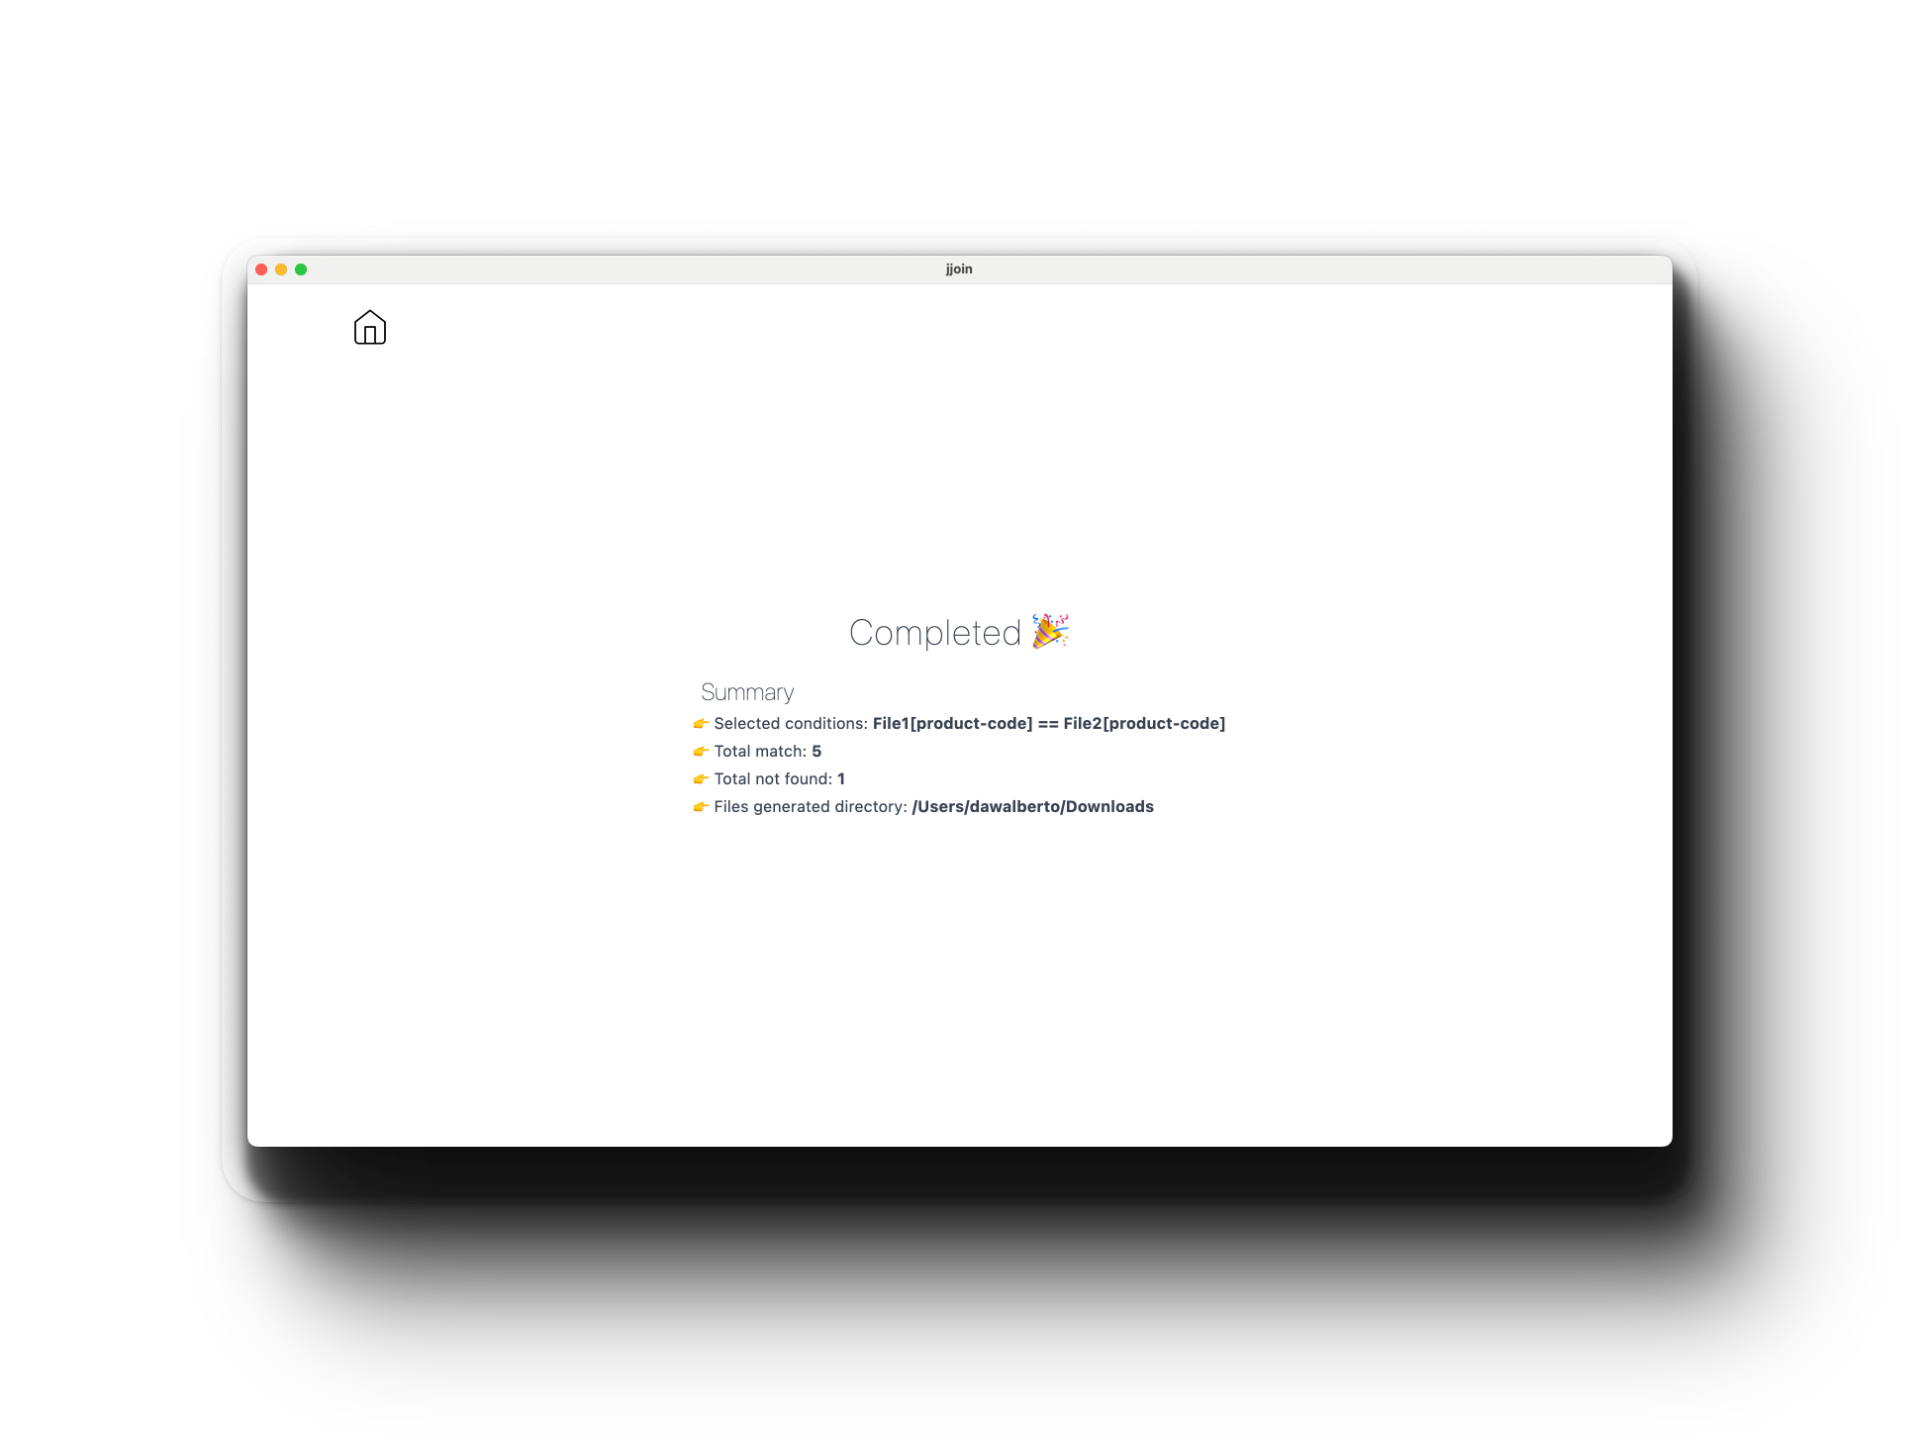 jjoin
Completed 🎉
Summary
👉 Selected conditions: File1[product-code] == File2[product-code]
👉 Total match: 5
👉 Total not found: 1
👉 Files generated directory: /Users/dawalberto/Downloads